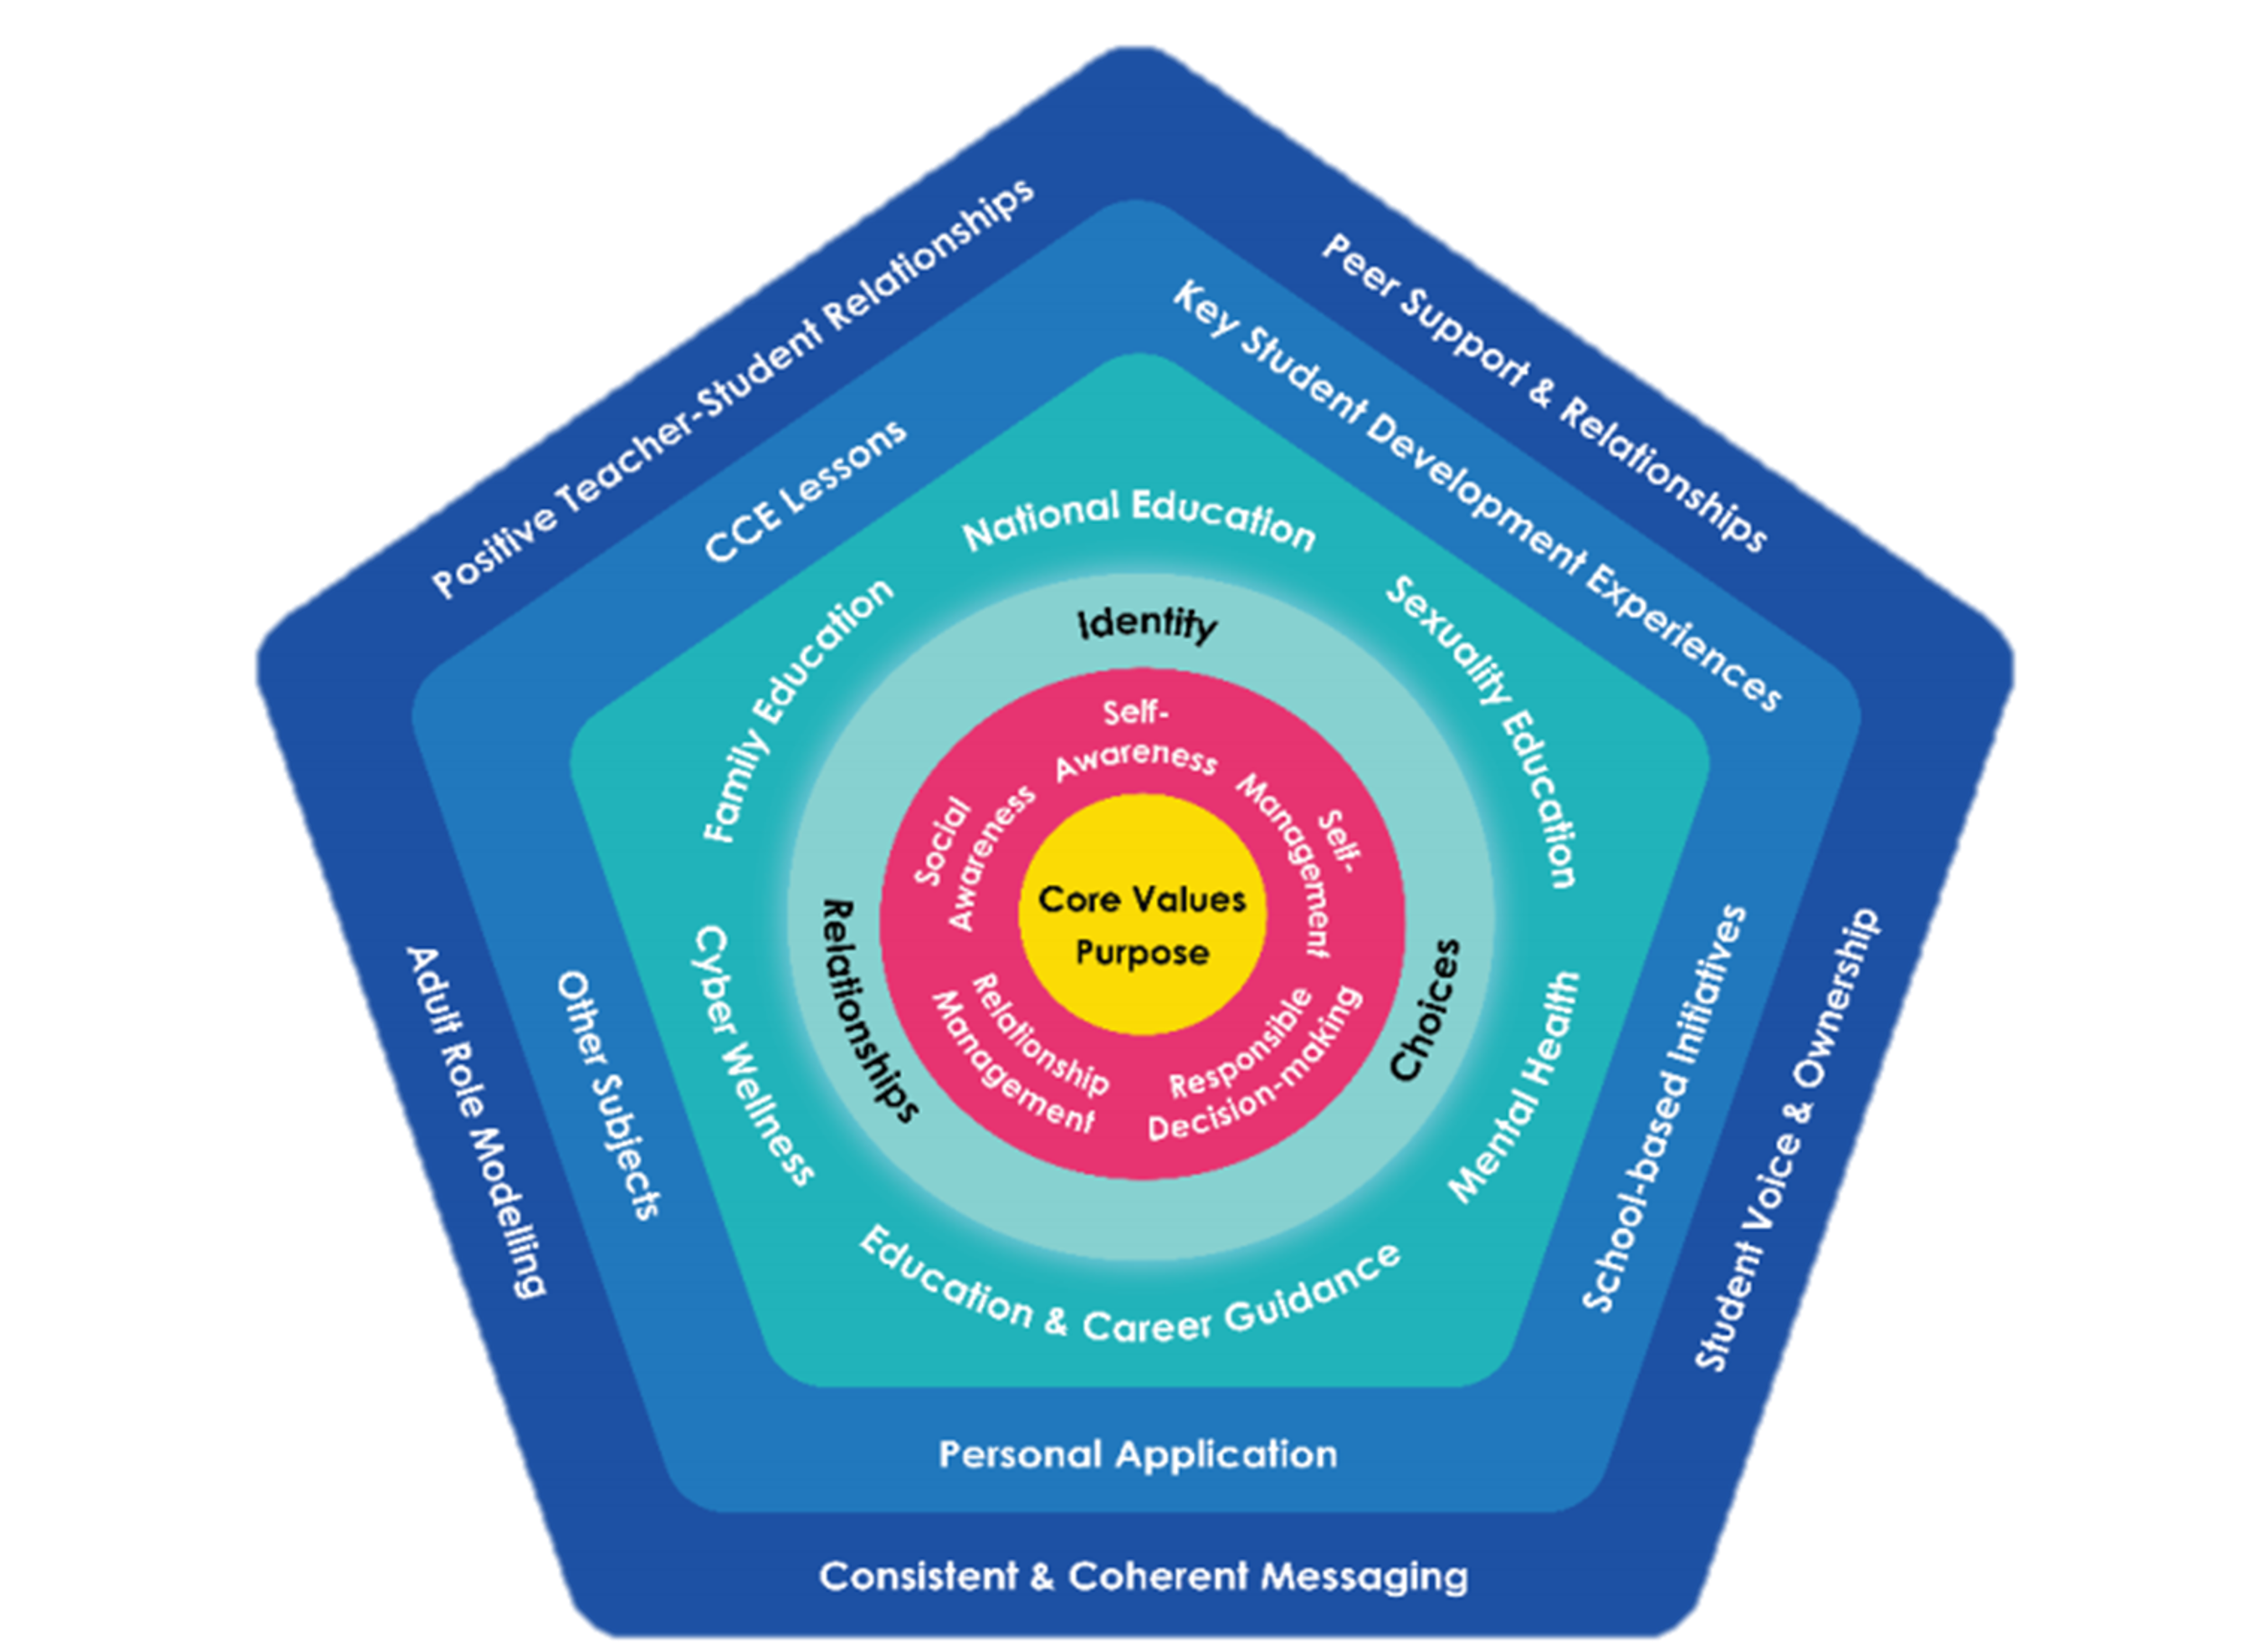 Positive Teacher-Student Relationships
Peer Support & Relationships
Student Voice & Ownership
Consistent & Coherent Messaging
Adult Role Modelling
CCE Lessons
Key Student Development Experiences
School-based Initiatives
Personal Application
Other Subjects
National Education
Sexuality Education
Mental Health
Education & Career Guidance
Cyber Wellness
Family Education
Identity
Choices
Relationships
Self-
Awareness
Self-
Management
Responsible
Decision-making
Relationship
Management
Social
Awareness
Core Values
Purpose